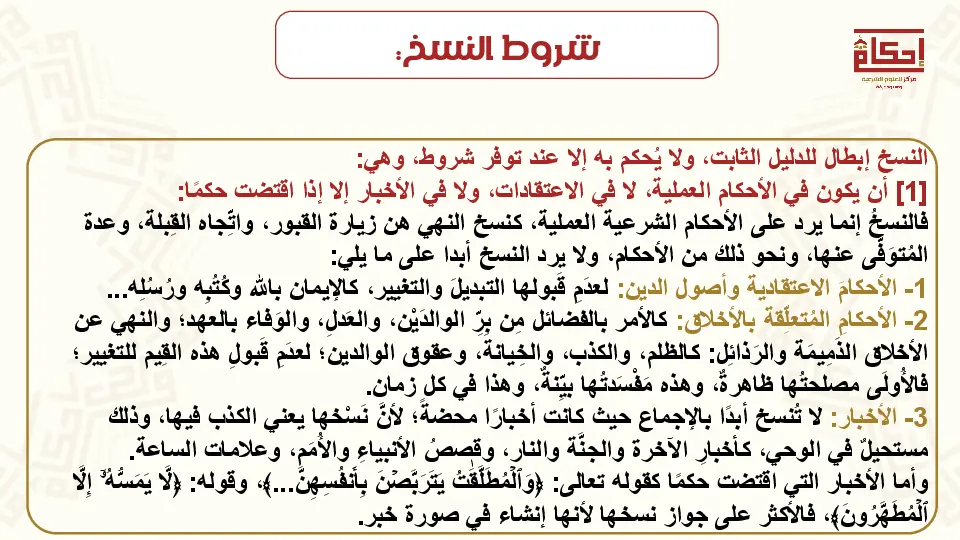 شروط النسخ:
إحكام
مركز العلوم الشرعية
النسخ إبطال للدليل الثابت، ولا يُحكم به إلا عند توفر شروط، وهي:
[1] أن يكون في الأحكام العملية، لا في الاعتقادات، ولا في الأخبار إلا إذا اقتضت حكمًا:
فالنسخُ إنما يرد على الأحكام الشرعية العملية، كنسخ النهي هن زيارة القبور، واتِّجاه القِبلة، وعدة
المُتوَفَّى عنها، ونحو ذلك من الأحكام، ولا يرد النسخ أبدا على ما يلي:
1- الأحكامَ الاعتقادية وأصول الدين: لعدَمِ قَبولها التبديلَ والتغيير، كالإيمان باللهِ وكُتُبِه ورُسُلِه...
2- الأحكامِ المُتعلِّقة بالأخلاقِ: كالأمر بالفضائل مِن بِرِّ الوالدَيْن، والعَدلِ، والوَفاء بالعهد؛ والنهي عن
الأخلاق الذَمِيمَة والرَذائِلِ: كالظلم، والكذب، والخِيانة، وعقوق الوالدين؛ لعدَمِ قَبولِ هذه القِيم للتغيير؛
فالأُولَى مصلحتُها ظاهرةٌ، وهذه مَفْسَدتُها بيِّنةٌ، وهذا في كل زمان.
3- الأخبار: لا تُنسخ أبدًا بالإجماع حيث كانت أخبارًا محضةً؛ لأنَّ نَسْخها يعني الكذب فيها، وذلك
مستحيلٌ في الوحي، كأخبارِ الآخرة والجنَّة والنار، وقِصصُ الأنبياءِ والأُمَمِ، وعلامات الساعة.
وأما الأخبار التي اقتضت حكمًا كقوله تعالى: ﴿وَٱلۡمُطَلَّقَٰتُ يَتَرَبَّصۡنَ بِأَنفُسِهِنَّ...﴾، وقوله: ﴿لَّا يَمَسُّهُۥٓ إِلَّا
ٱلۡمُطَهَّرُونَ﴾، فالأكثر على جواز نسخها لأنها إنشاء في صورة خبر.